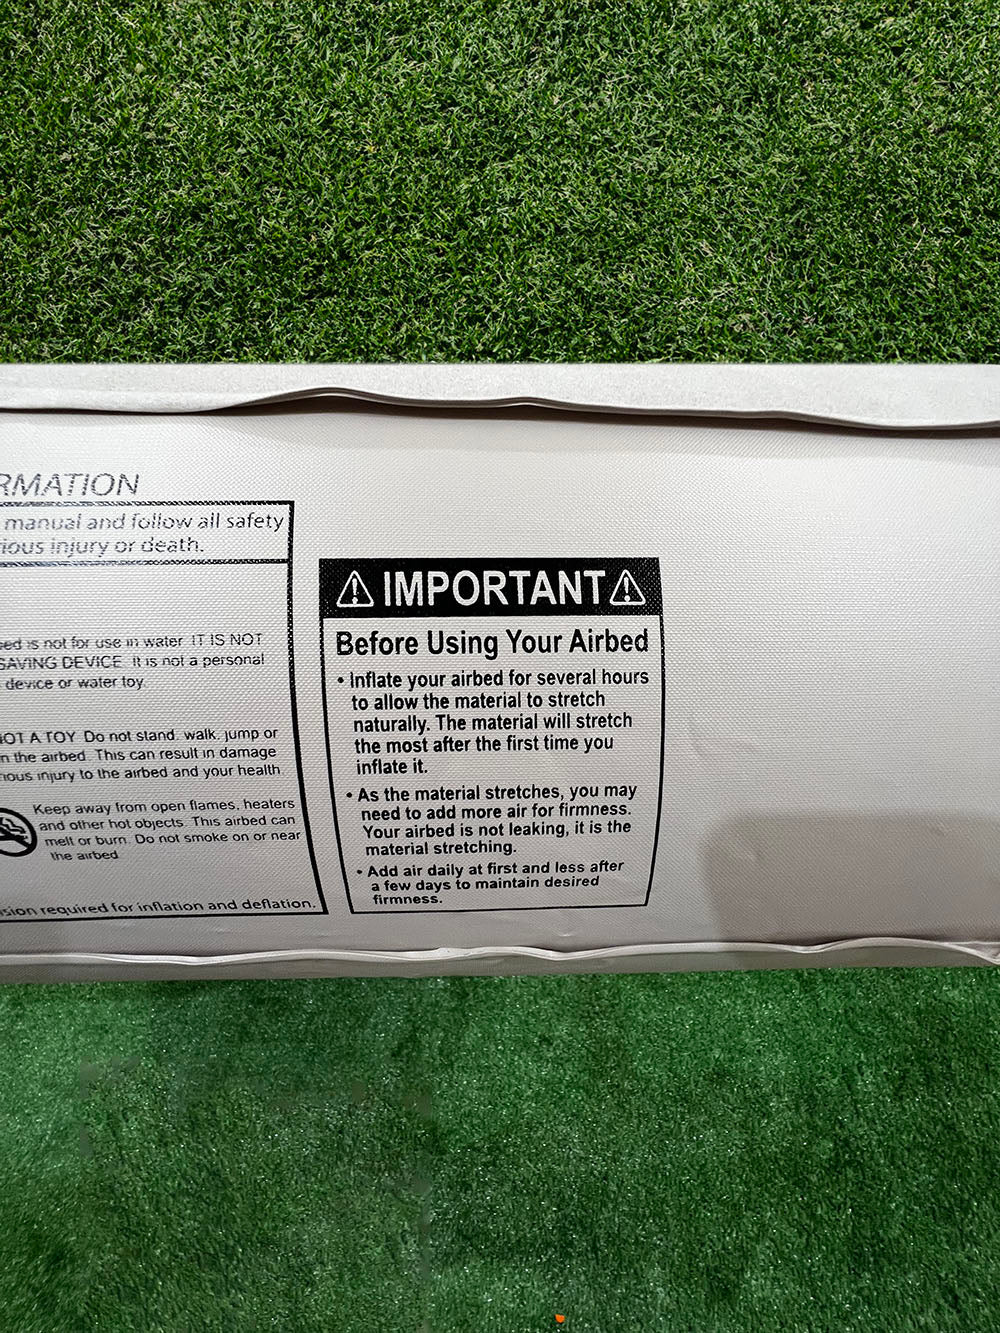 RMATION
manual and follow all safety
rious injury or death.
bed is not for use in water IT IS NOT
SAVING DEVICE It is not a personal
device or water toy.
NOT A TOY Do not stand, walk, jump or
n the airbed. This can result in damage
rious injury to the airbed and your health.
Keep away from open flames, heaters
and other hot objects. This airbed can
melt or burn. Do not smoke on or near
the airbed
sion required for inflation and deflation.
IMPORTANT
Before Using Your Airbed
• Inflate your airbed for several hours
to allow the material to stretch
naturally. The material will stretch
the most after the first time you
inflate it.
• As the material stretches, you may
need to add more air for firmness.
Your airbed is not leaking, it is the
material stretching.
• Add air daily at first and less after
a few days to maintain desired
firmness.